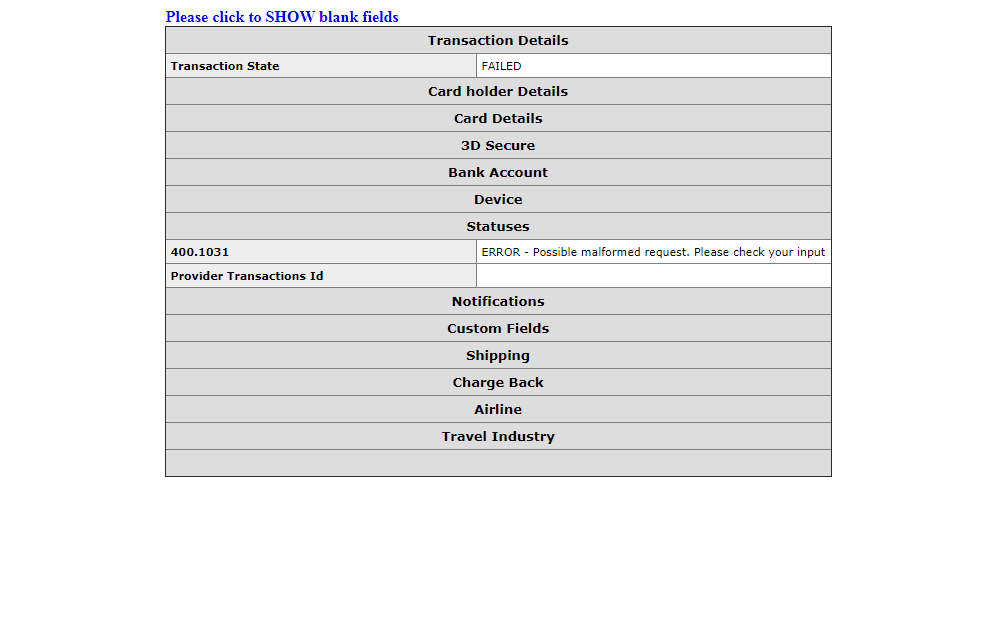 Please click to SHOW blank fields
Transaction Details
Transaction State FAILED
Card holder Details
Card Details
3D Secure
Bank Account
Device
Statuses
400.1031 ERROR - Possible malformed request. Please check your input
Provider Transactions Id
Notifications
Custom Fields
Shipping
Charge Back
Airline
Travel Industry